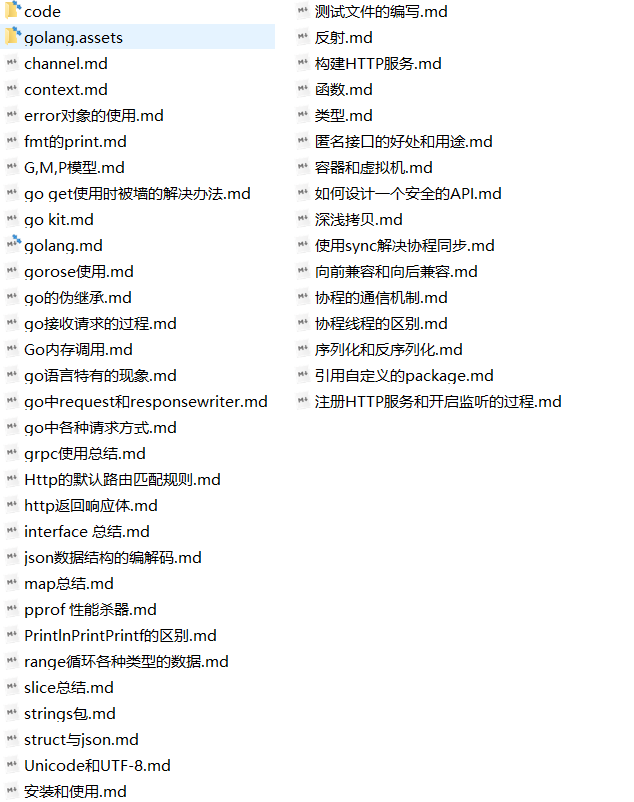 code
golang.assets
channel.md
context.md
error对象的使用.md
fmt的print.md
G,M,P模型.md
go get使用时被墙的解决办法.md
go kit.md
golang.md
gorose使用.md
go的伪继承.md
go接收请求的过程.md
Go内存调用.md
go语言特有的现象.md
go中request和responsewriter.md
go中各种请求方式.md
grpc使用总结.md
Http的默认路由匹配规则.md
http返回响应体.md
interface 总结.md
json数据结构的编解码.md
map总结.md
pprof 性能杀器.md
PrintlnPrintPrintf的区别.md
range循环各种类型的数据.md
slice总结.md
strings包.md
struct与json.md
Unicode和UTF-8.md
安装和使用.md
测试文件的编写.md
反射.md
构建HTTP服务.md
函数.md
类型.md
匿名接口的好处和用途.md
容器和虚拟机.md
如何设计一个安全的API.md
深浅拷贝.md
使用sync解决协程同步.md
向前兼容和向后兼容.md
协程的通信机制.md
协程线程的区别.md
序列化和反序列化.md
引用自定义的package.md
注册HTTP服务和开启监听的过程.md